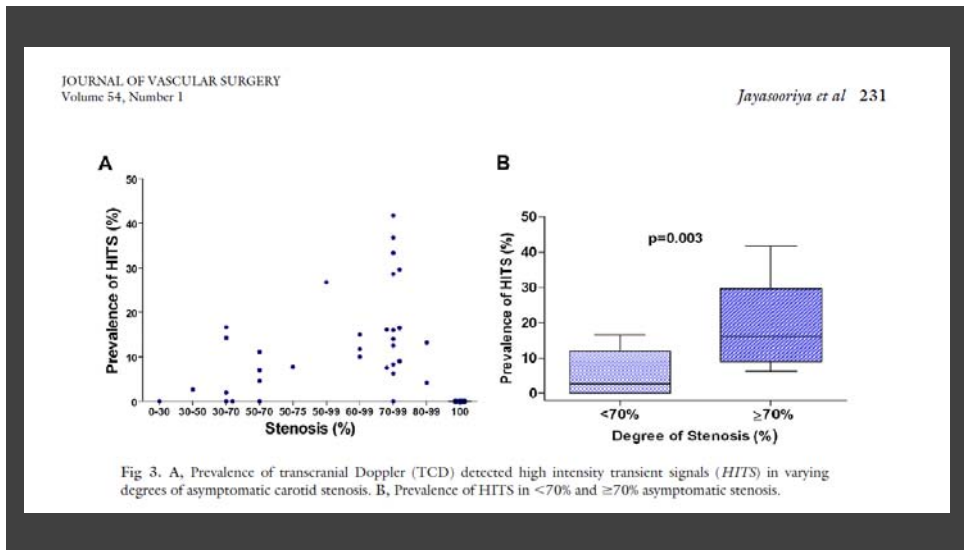 JOURNAL OF VASCULAR SURGERY
Volume 54, Number 1
Jayasooriya et al 231
A
50
40
30
20
10
0
Prevalence of HITS (%)
0-30 30-50 30-70 50-70 50-75 50-99 60-99 70-99 80-99 100
Stenosis (%)
B
50
40
30
20
10
0
Prevalence of HITS (%)
p=0.003
<70% ≥70%
Degree of Stenosis (%)
Fig 3. A, Prevalence of transcranial Doppler (TCD) detected high intensity transient signals (HITS) in varying
degrees of asymptomatic carotid stenosis. B, Prevalence of HITS in <70% and ≥70% asymptomatic stenosis.